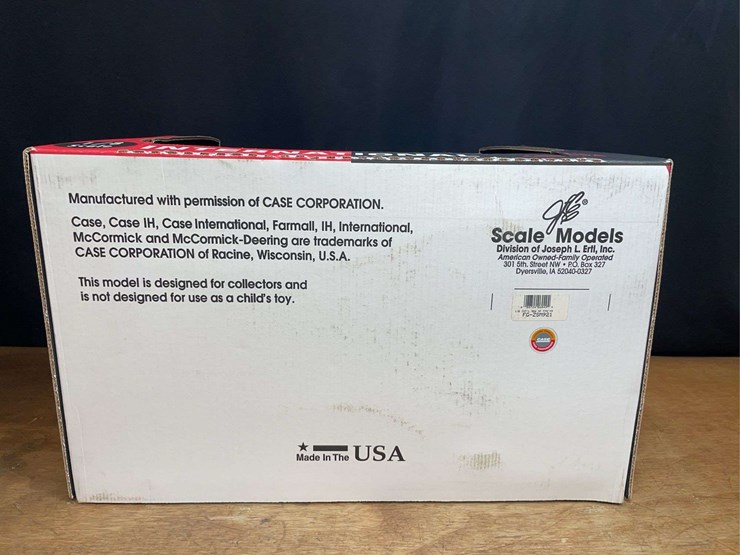 INTERNATIONAL
Manufactured with permission of CASE CORPORATION.
Case, Case IH, Case International, Farmall, IH, International,
McCormick and McCormick-Deering are trademarks of
CASE CORPORATION of Racine, Wisconsin, U.S.A.
This model is designed for collectors and
is not designed for use as a child's toy.
JLE®
Scale Models
Division of Joseph L. Ertl, Inc.
American Owned-Family Operated
301 5th. Street NW • P.O. Box 327
Dyersville, IA 52040-0327
CASE
Made In The USA